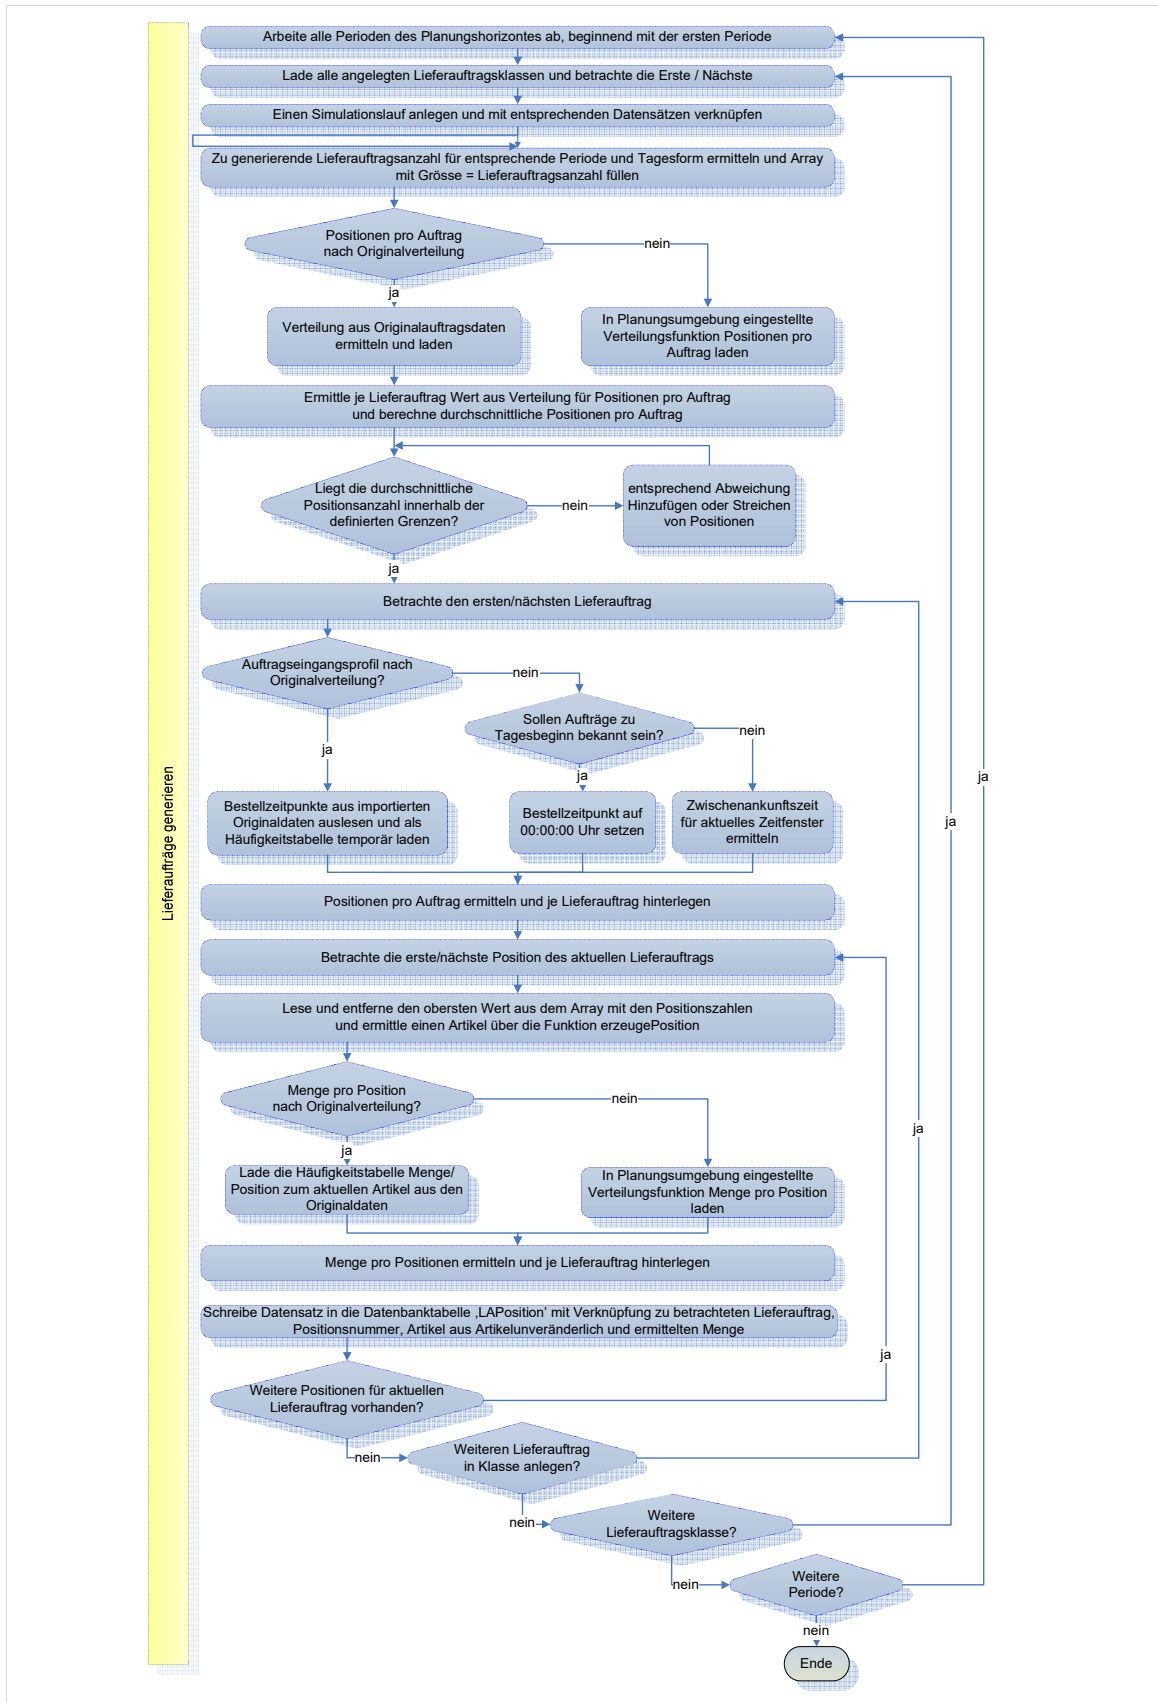 Lieferaufträge generieren
Arbeite alle Perioden des Planungshorizontes ab, beginnend mit der ersten Periode
Lade alle angelegten Lieferauftragsklassen und betrachte die Erste / Nächste
Einen Simulationslauf anlegen und mit entsprechenden Datensätzen verknüpfen
Zu generierende Lieferauftragsanzahl für entsprechende Periode und Tagesform ermitteln und Array
mit Grösse = Lieferauftragsanzahl füllen
Positionen pro Auftrag
nach Originalverteilung
nein
ja
Verteilung aus Originalauftragsdaten
ermitteln und laden
In Planungsumgebung eingestellte
Verteilungsfunktion Positionen pro
Auftrag laden
Ermittle je Lieferauftrag Wert aus Verteilung für Positionen pro Auftrag
und berechne durchschnittliche Positionen pro Auftrag
Liegt die durchschnittliche
Positionsanzahl innerhalb der
definierten Grenzen?
nein
entsprechend Abweichung
Hinzufügen oder Streichen
von Positionen
ja
Betrachte den ersten/nächsten Lieferauftrag
Auftragseingangsprofil nach
Originalverteilung?
nein
Sollen Aufträge zu
Tagesbeginn bekannt sein?
nein
ja
ja
ja
Bestellzeitpunkte aus importierten
Originaldaten auslesen und als
Häufigkeitstabelle temporär laden
Bestellzeitpunkt auf
00:00:00 Uhr setzen
Zwischenankunftszeit
für aktuelles Zeitfenster
ermitteln
ja
Positionen pro Auftrag ermitteln und je Lieferauftrag hinterlegen
Betrachte die erste/nächste Position des aktuellen Lieferauftrags
Lese und entferne den obersten Wert aus dem Array mit den Positionszahlen
und ermittle einen Artikel über die Funktion erzeugePosition
Menge pro Position
nach Originalverteilung?
nein
ja
ja
Lade die Häufigkeitstabelle Menge/
Position zum aktuellen Artikel aus den
Originaldaten
In Planungsumgebung eingestellte
Verteilungsfunktion Menge pro Position
laden
Menge pro Positionen ermitteln und je Lieferauftrag hinterlegen
Schreibe Datensatz in die Datenbanktabelle ‚LAPosition’ mit Verknüpfung zu betrachteten Lieferauftrag,
Positionsnummer, Artikel aus Artikelunveränderlich und ermittelten Menge
ja
Weitere Positionen für aktuellen
Lieferauftrag vorhanden?
nein
Weiteren Lieferauftrag
in Klasse anlegen?
nein
Weitere
Lieferauftragsklasse?
nein
Weitere
Periode?
nein
Ende